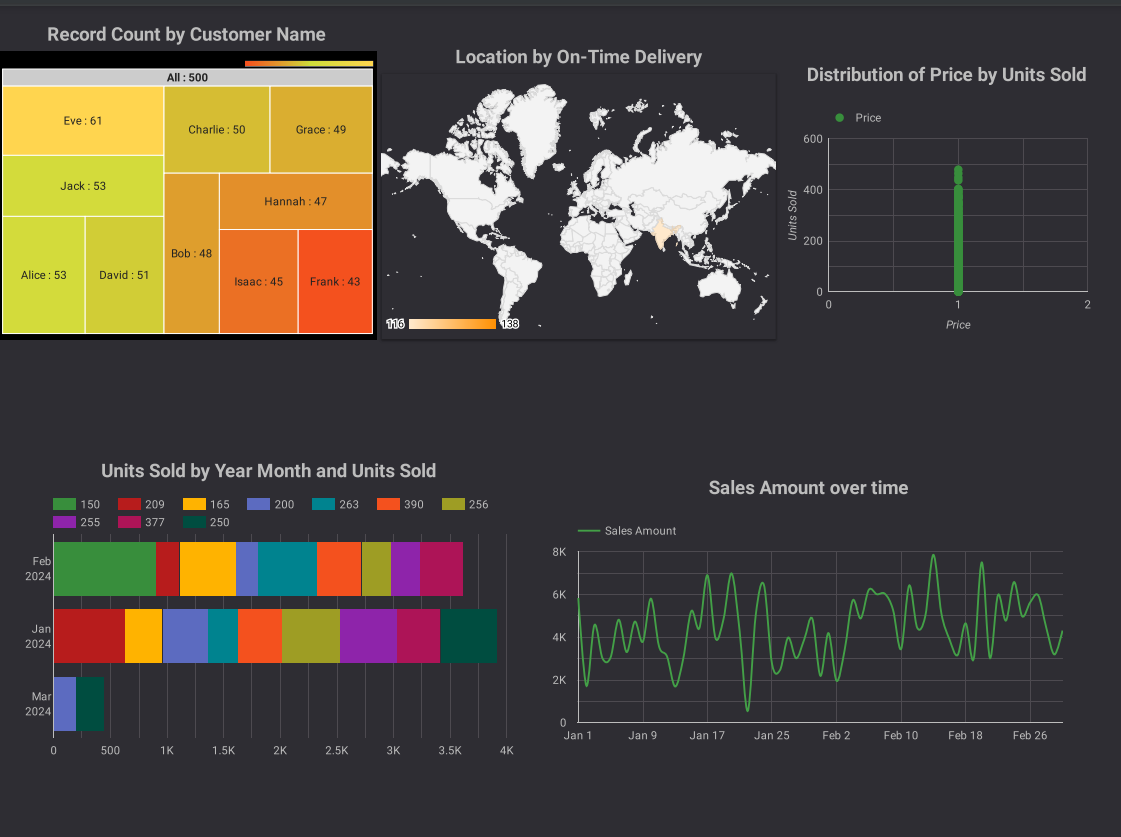 Record Count by Customer Name
All : 500
Eve : 61
Charlie : 50
Grace : 49
Jack : 53
Hannah : 47
Alice : 53
David : 51
Bob : 48
Isaac : 45
Frank : 43
Location by On-Time Delivery
116
138
Distribution of Price by Units Sold
Price
600
400
200
0
Units Sold
0
1
2
Price
Units Sold by Year Month and Units Sold
150
209
165
200
263
390
256
255
377
250
Feb
2024
Jan
2024
Mar
2024
0
500
1K
1.5K
2K
2.5K
3K
3.5K
4K
Sales Amount over time
Sales Amount
8K
6K
4K
2K
0
Jan 1
Jan 9
Jan 17
Jan 25
Feb 2
Feb 10
Feb 18
Feb 26